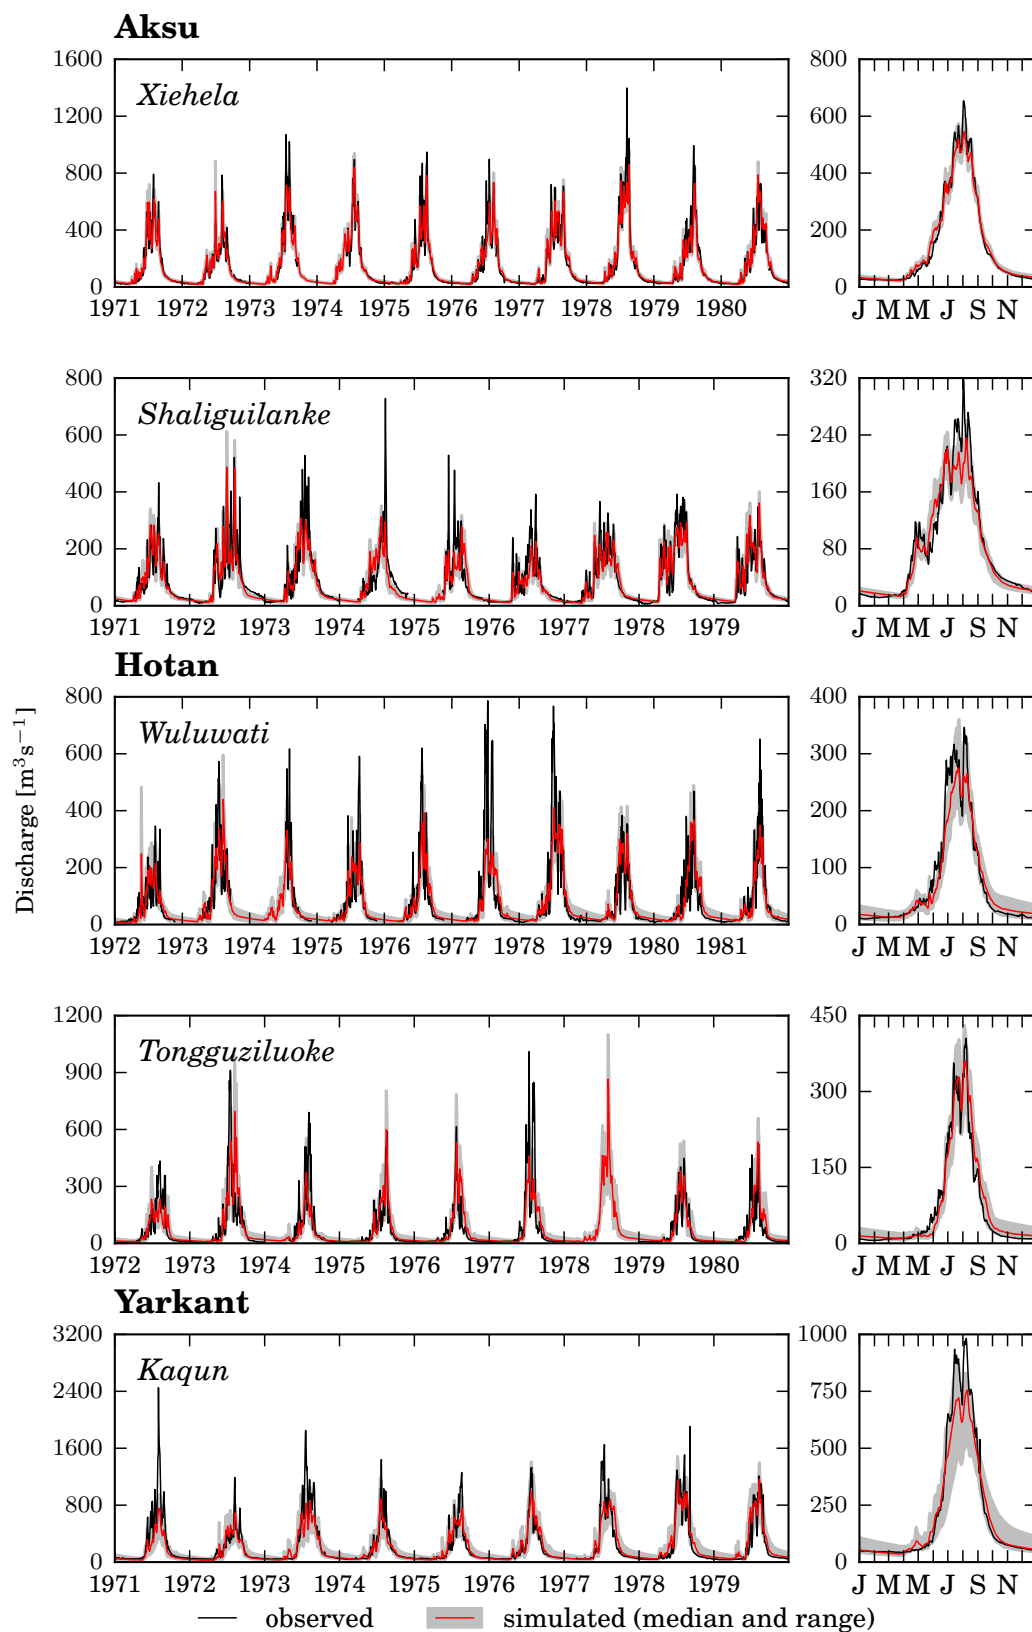 Aksu
1600
1200
800
400
0
Xiehela
1971 1972 1973 1974 1975 1976 1977 1978 1979 1980
800
600
400
200
0
J M M J S N
800
600
400
200
0
Shaliguilanke
1971 1972 1973 1974 1975 1976 1977 1978 1979
320
240
160
80
0
J M M J S N
Hotan
Discharge [m³s⁻¹]
800
600
400
200
0
Wuluwati
1972 1973 1974 1975 1976 1977 1978 1979 1980 1981
400
300
200
100
0
J M M J S N
1200
900
600
300
0
Tongguziluoke
1972 1973 1974 1975 1976 1977 1978 1979 1980
450
300
150
0
J M M J S N
Yarkant
3200
2400
1600
800
0
Kaqun
1971 1972 1973 1974 1975 1976 1977 1978 1979
1000
750
500
250
0
J M M J S N
observed simulated (median and range)